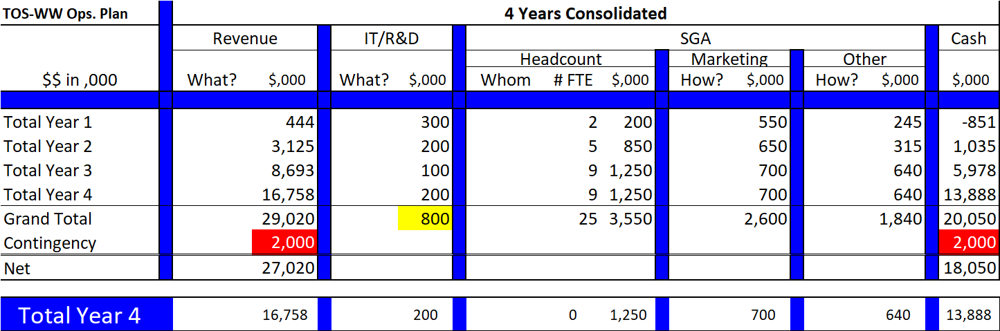 TOS-WW Ops. Plan 4 Years Consolidated
Revenue IT/R&D SGA Cash
Headcount Marketing Other
$$ in ,000 What? $,000 What? $,000 Whom # FTE $,000 How? $,000 How? $,000 $,000
Total Year 1 444 300 2 200 550 245 -851
Total Year 2 3,125 200 5 850 650 315 1,035
Total Year 3 8,693 100 9 1,250 700 640 5,978
Total Year 4 16,758 200 9 1,250 700 640 13,888
Grand Total 29,020 800 25 3,550 2,600 1,840 20,050
Contingency 2,000 2,000
Net 27,020 18,050
Total Year 4 16,758 200 0 1,250 700 640 13,888